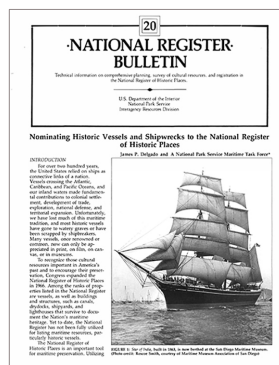 20
·NATIONAL REGISTER·
BULLETIN
Technical information on comprehensive planning, survey of cultural resources, and registration in
the National Register of Historic Places.
U.S. Department of the Interior
National Park Service
Interagency Resources Division
Nominating Historic Vessels and Shipwrecks to the National Register
of Historic Places
James P. Delgado and A National Park Service Maritime Task Force*
INTRODUCTION
For over two hundred years,
the United States relied on ships as
connective links of a nation.
Vessels crossing the Atlantic,
Caribbean, and Pacific Oceans, and
our inland waters made fundamen-
tal contributions to colonial settle-
ment, development of trade,
exploration, national defense, and
territorial expansion. Unfortunately,
we have lost much of this maritime
tradition, and most historic vessels
have gone to watery graves or have
been scrapped by shipbreakers.
Many vessels, once renowned or
common, now can only be ap-
preciated in print, on film, on can-
vas, or in museums.
To recognize those cultural
resources important in America's
past and to encourage their preser-
vation, Congress expanded the
National Register of Historic Places
in 1966. Among the ranks of prop-
erties listed in the National Register
are vessels, as well as buildings
and structures, such as canals,
drydocks, shipyards, and
lighthouses that survive to docu-
ment the Nation's maritime
heritage. Yet to date, the National
Register has not been fully utilized
for listing maritime resources, par-
ticularly historic vessels.
The National Register of
Historic Places is an important tool
for maritime preservation. Utilizing
FIGURE 1: Star of India, built in 1863, is now berthed at the San Diego Maritime Museum.
(Photo credit: Roscoe Smith, courtesy of Maritime Museum Association of San Diego)